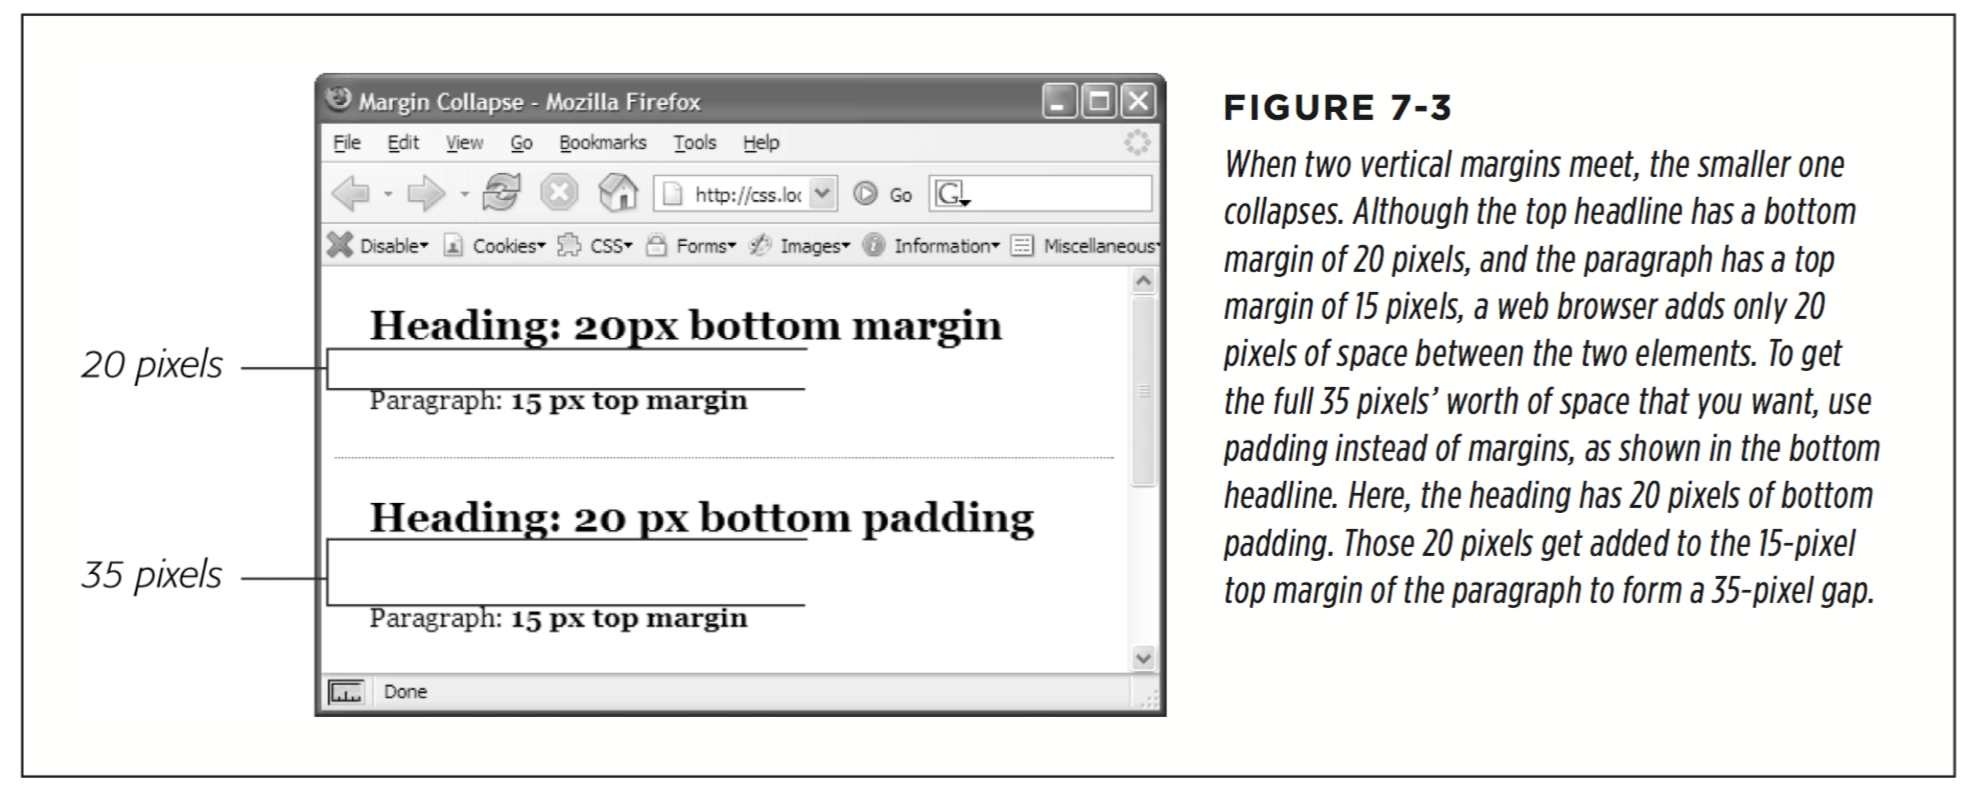 Margin Collapse - Mozilla Firefox
File Edit View Go Bookmarks Tools Help
http://css.loc Go G
Disable Cookies CSS Forms Images Information Miscellaneous
Heading: 20px bottom margin
20 pixels
Paragraph: 15 px top margin
Heading: 20 px bottom padding
35 pixels
Paragraph: 15 px top margin
Done
FIGURE 7-3
When two vertical margins meet, the smaller one
collapses. Although the top headline has a bottom
margin of 20 pixels, and the paragraph has a top
margin of 15 pixels, a web browser adds only 20
pixels of space between the two elements. To get
the full 35 pixels’ worth of space that you want, use
padding instead of margins, as shown in the bottom
headline. Here, the heading has 20 pixels of bottom
padding. Those 20 pixels get added to the 15-pixel
top margin of the paragraph to form a 35-pixel gap.